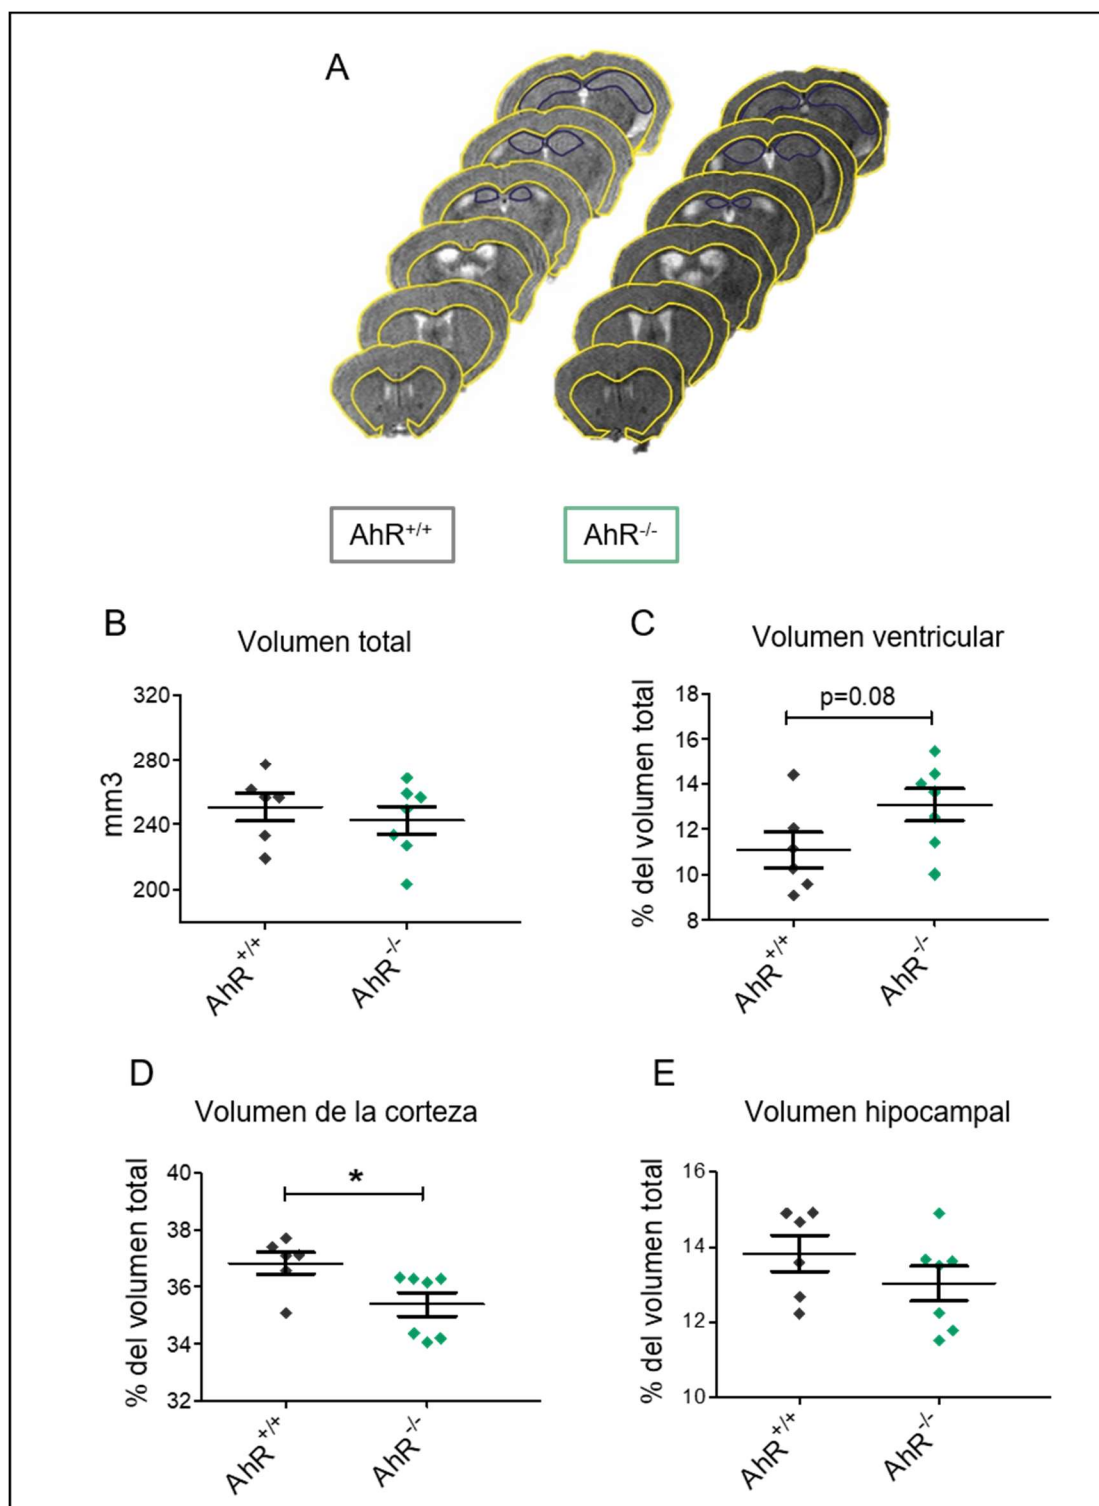 A
AhR+/+
AhR-/-
B
Volumen total
mm3
320
280
240
200
AhR+/+
AhR-/-
C
Volumen ventricular
% del volumen total
18
16
14
12
10
8
p=0.08
AhR+/+
AhR-/-
D
Volumen de la corteza
% del volumen total
40
38
36
34
32
*
AhR+/+
AhR-/-
E
Volumen hipocampal
% del volumen total
16
14
12
10
AhR+/+
AhR-/-